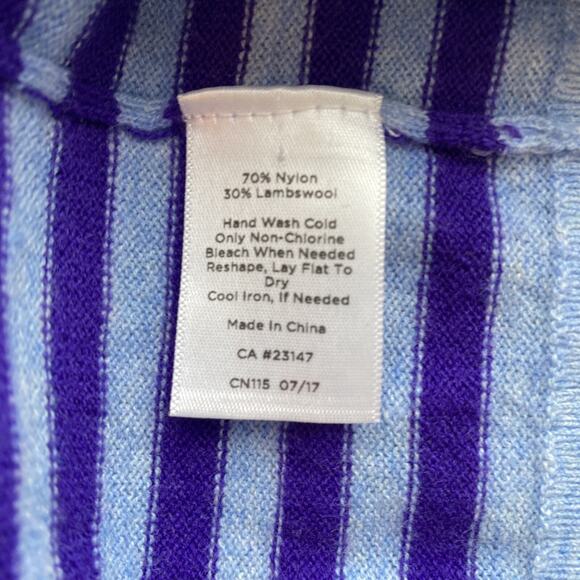 70% Nylon
30% Lambswool
Hand Wash Cold
Only Non-Chlorine
Bleach When Needed
Reshape, Lay Flat To
Dry
Cool Iron, If Needed
Made In China
CA #23147
CN115 07/17